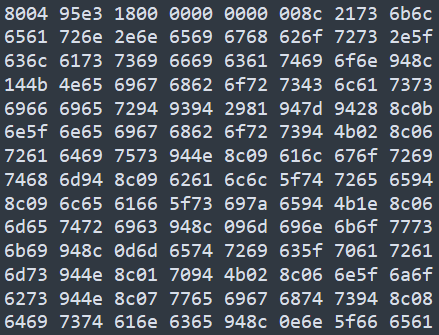 8004 95e3 1800 0000 0000 008c 2173 6b6c
6561 726e 2e6e 6569 6768 626f 7273 2e5f
636c 6173 7369 6669 6361 7469 6f6e 948c
144b 4e65 6967 6862 6f72 7343 6c61 7373
6966 6965 7294 9394 2981 947d 9428 8c0b
6e5f 6e65 6967 6862 6f72 7394 4b02 8c06
7261 6469 7573 944e 8c09 616c 676f 7269
7468 6d94 8c09 6261 6c6c 5f74 7265 6594
8c09 6c65 6166 5f73 697a 6594 4b1e 8c06
6d65 7472 6963 948c 096d 696e 6b6f 7773
6b69 948c 0d6d 6574 7269 635f 7061 7261
6d73 944e 8c01 7094 4b02 8c06 6e5f 6a6f
6273 944e 8c07 7765 6967 6874 7394 8c08
6469 7374 616e 6365 948c 0e6e 5f66 6561